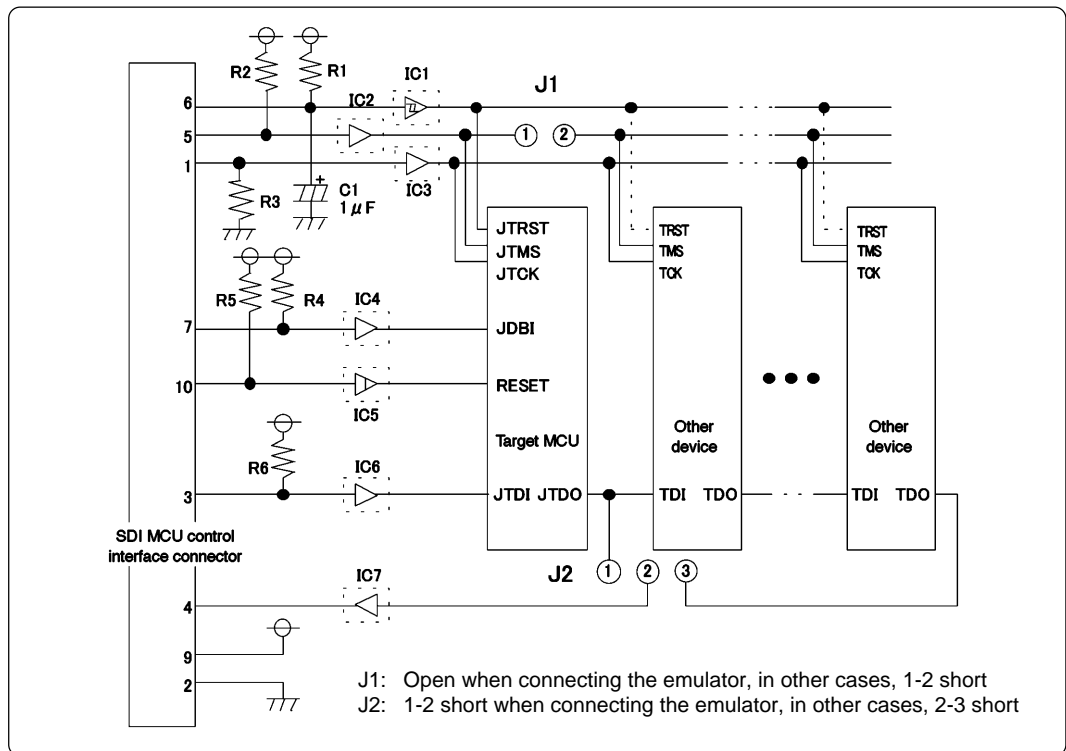 R2
R1
IC1
J1
IC2
6
5
① ②
1
IC3
R3
C1
1μF
JTRST
JTMS
JTCK
TRST
TMS
TCK
TRST
TMS
TCK
R5
R4
IC4
7
JDBI
10
RESET
IC5
Target MCU
Other
device
Other
device
R6
IC6
3
JTDI JTDO
TDI TDO
TDI TDO
SDI MCU control
interface connector
J2 ① ② ③
IC7
4
9
2
J1: Open when connecting the emulator, in other cases, 1-2 short
J2: 1-2 short when connecting the emulator, in other cases, 2-3 short